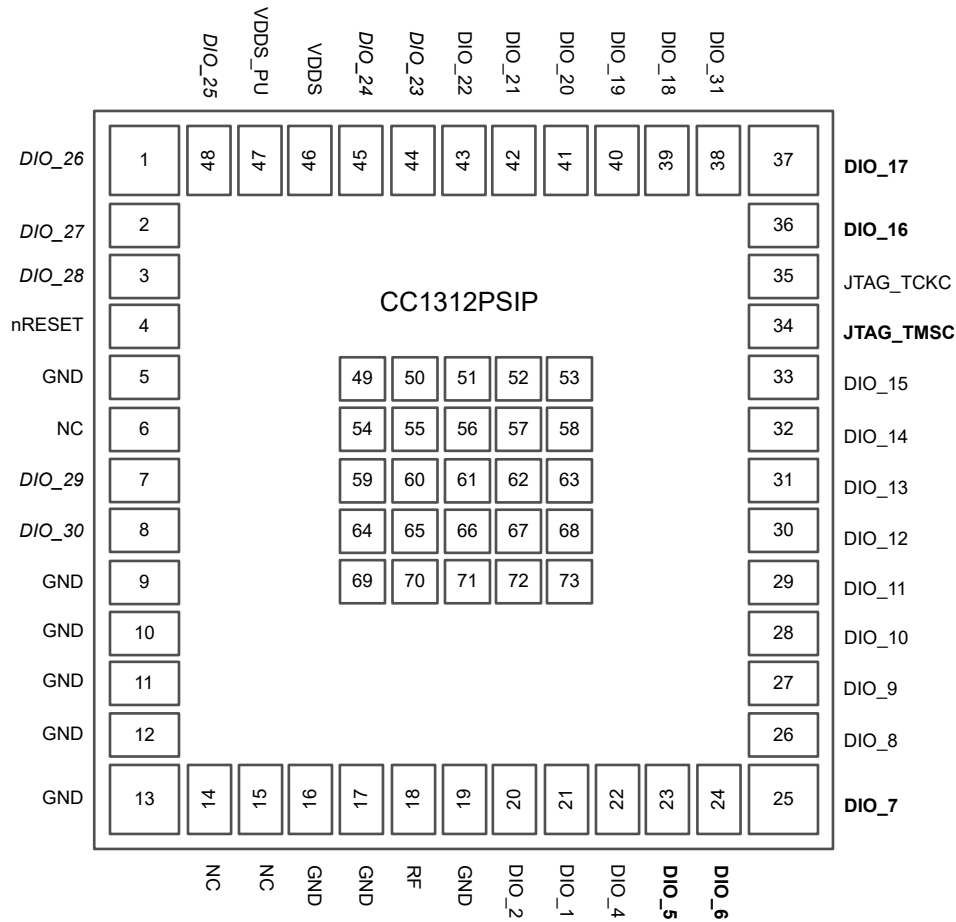 DIO_25
VDDS_PU
VDDS
DIO_24
DIO_23
DIO_22
DIO_21
DIO_20
DIO_19
DIO_18
DIO_31
DIO_26
1
48
47
46
45
44
43
42
41
40
39
38
37
DIO_17
DIO_27
2
36
DIO_16
DIO_28
3
35
JTAG_TCKC
CC1312PSIP
nRESET
4
34
JTAG_TMSC
GND
5
49 50 51 52 53
33
DIO_15
NC
6
54 55 56 57 58
32
DIO_14
DIO_29
7
59 60 61 62 63
31
DIO_13
DIO_30
8
64 65 66 67 68
30
DIO_12
GND
9
69 70 71 72 73
29
DIO_11
GND
10
28
DIO_10
GND
11
27
DIO_9
GND
12
26
DIO_8
GND
13
14
15
16
17
18
19
20
21
22
23
24
25
DIO_7
NC
NC
GND
GND
RF
GND
DIO_2
DIO_1
DIO_4
DIO_5
DIO_6